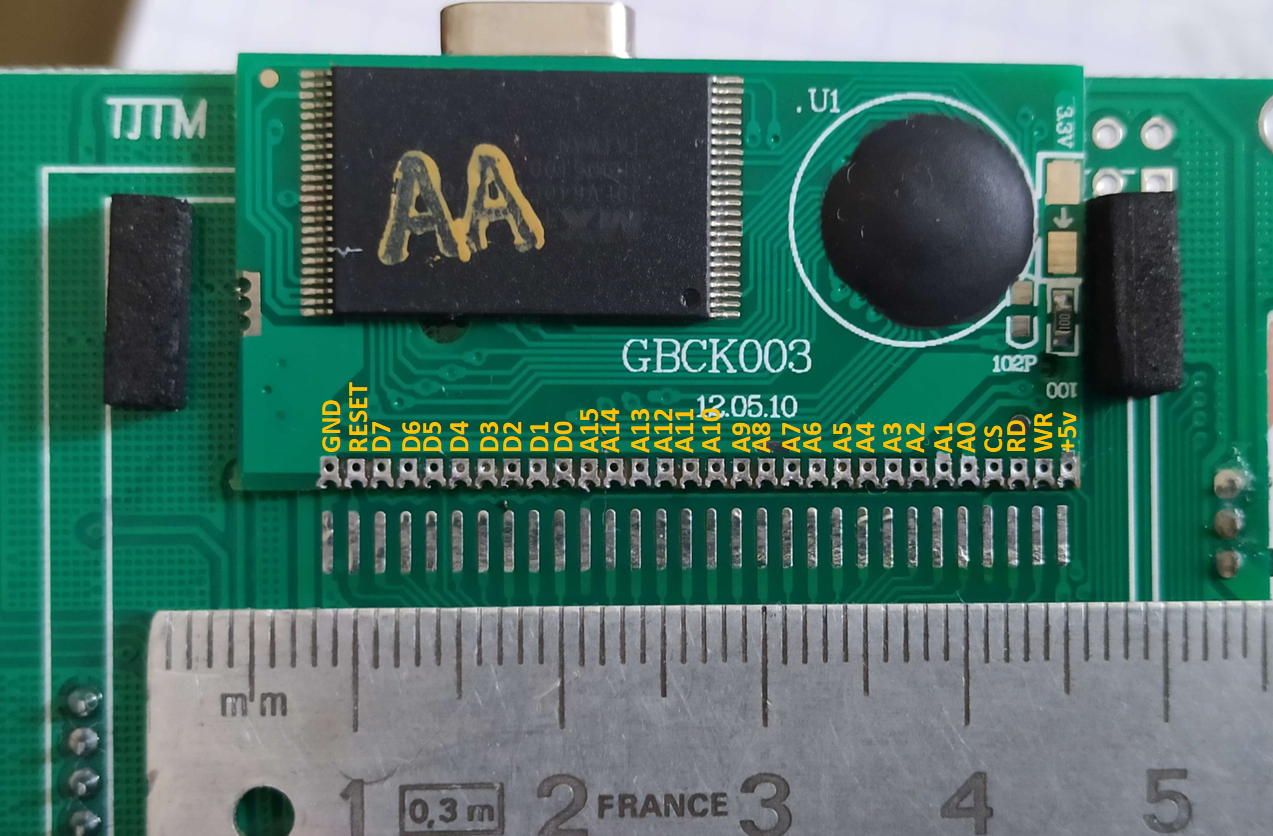 TJTM
AA
.U1
3.3V
GBCK003
102P
100
100
12.05.10
GND RESET D7 D6 D5 D4 D3 D2 D1 D0 A15 A14 A13 A12 A11 A10 A9 A8 A7 A6 A5 A4 A3 A2 A1 A0 CS RD WR +5v
mm
1 0,3 m 2 FRANCE 3 4 5